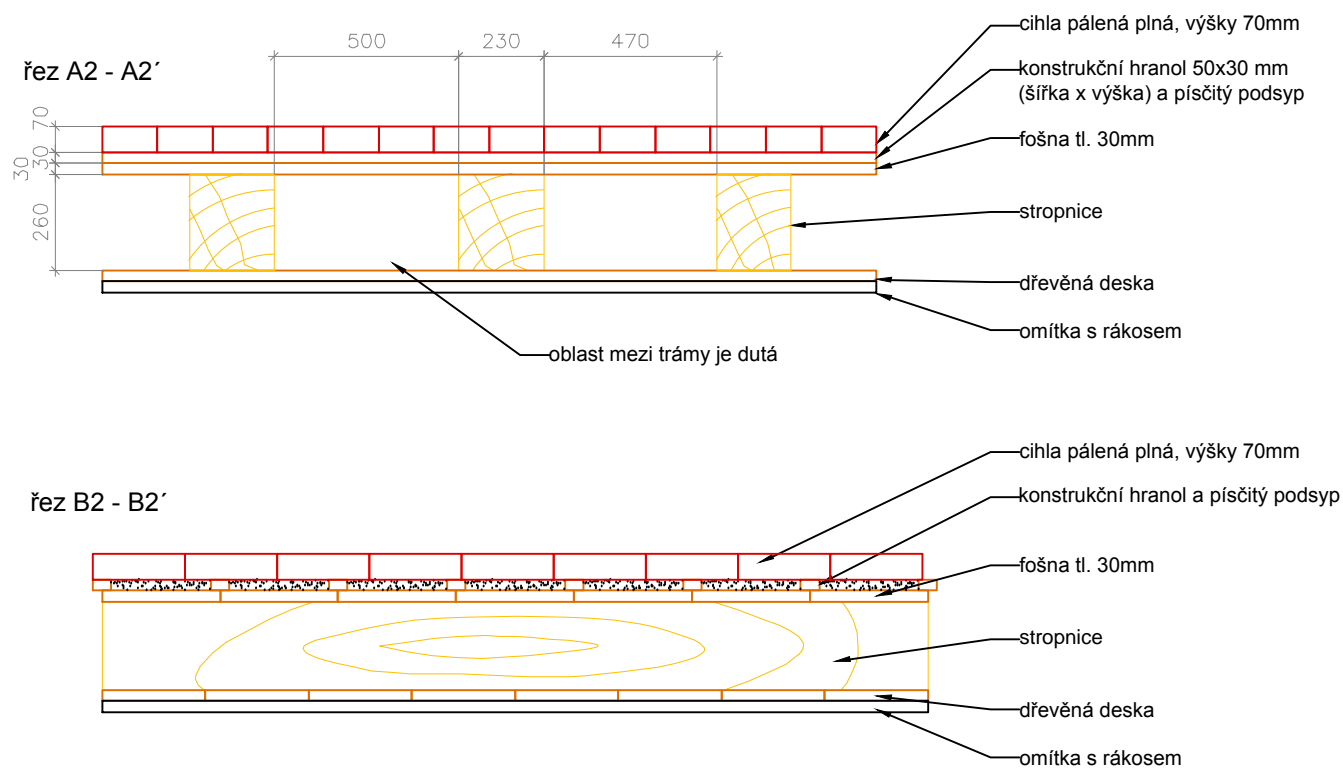 řez A2 - A2´
500
230
470
70
30
30
260
cihla pálená plná, výšky 70mm
konstrukční hranol 50x30 mm
(šířka x výška) a písčitý podsyp
fošna tl. 30mm
stropnice
dřevěná deska
omítka s rákosem
oblast mezi trámy je dutá
řez B2 - B2´
cihla pálená plná, výšky 70mm
konstrukční hranol a písčitý podsyp
fošna tl. 30mm
stropnice
dřevěná deska
omítka s rákosem